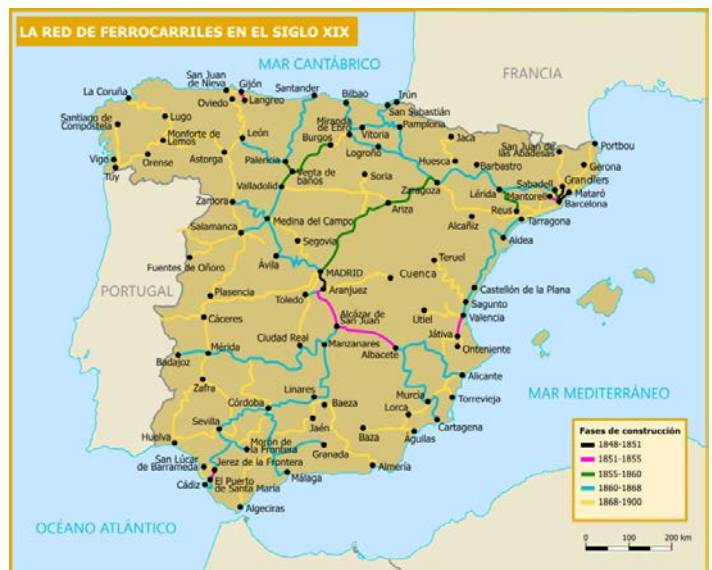 LA RED DE FERROCARRILES EN EL SIGLO XIX
MAR CANTÁBRICO
FRANCIA
San Juan
de Nieva
Gijón
La Coruña
Santander
Bilbao
Irún
Oviedo
Langreo
San Sebastián
Santiago de
Compostela
Lugo
Miranda
de Ebro
Vitoria
Pamplona
Jaca
San Juan de
las Abadesas
Portbou
León
Burgos
Monforte de
Lemos
Logroño
Huesca
Barbastro
Gerona
Vigo
Orense
Astorga
Palencia
Venta de
baños
Soria
Sabadell
Granollers
Tuy
Valladolid
Zaragoza
Lérida
Martorell
Mataró
Barcelona
Zamora
Ariza
Reus
Tarragona
Medina del Campo
Salamanca
Alcañiz
Segovia
Aldea
Ávila
Teruel
Fuentes de Oñoro
MADRID
Cuenca
PORTUGAL
Plasencia
Aranjuez
Castellón de la Plana
Toledo
Sagunto
Cáceres
Alcázar de
San Juan
Utiel
Valencia
Ciudad Real
Játiva
Mérida
Manzanares
Albacete
Onteniente
Badajoz
Alicante
MAR MEDITERRÁNEO
Zafra
Linares
Córdoba
Baeza
Murcia
Torrevieja
Sevilla
Lorca
Huelva
Jaén
Cartagena
Morón de
la Frontera
Baza
Águilas
San Lúcar
de Barrameda
Jerez de la Frontera
Granada
Cádiz
El Puerto
de Santa María
Málaga
Almería
Algeciras
OCÉANO ATLÁNTICO
Fases de construcción
1848-1851
1851-1855
1855-1860
1860-1868
1868-1900
0
100
200 km